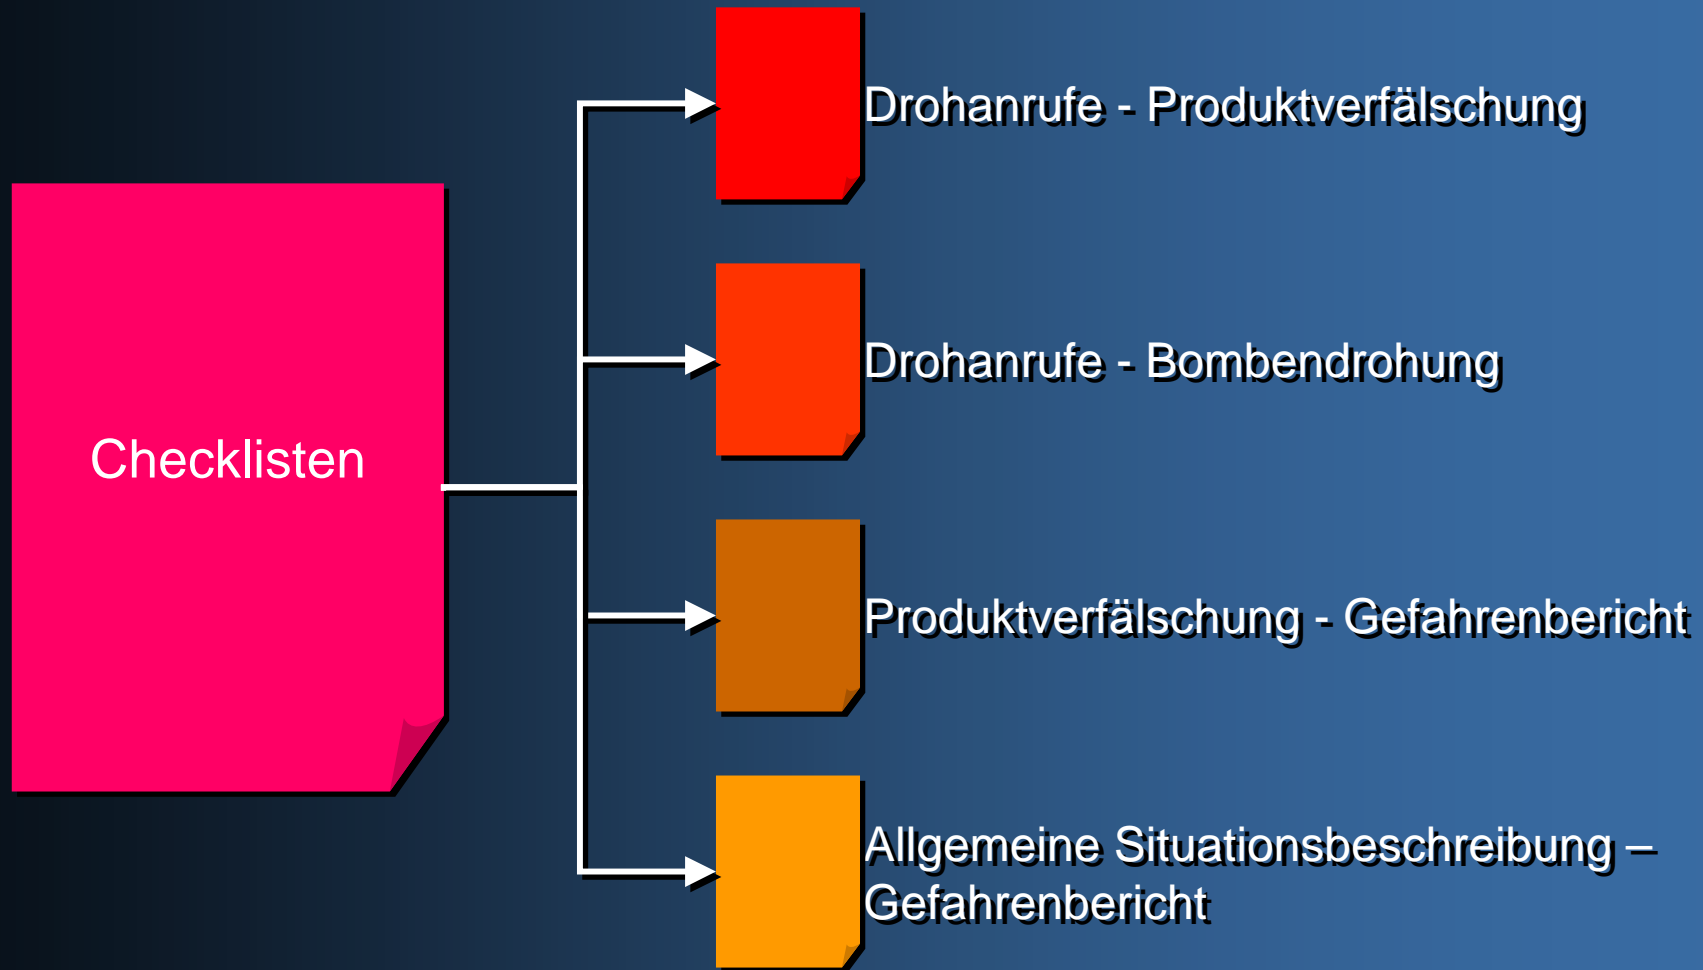 Checklisten
Drohanrufe - Produktverfälschung
Drohanrufe - Bombendrohung
Produktverfälschung - Gefahrenbericht
Allgemeine Situationsbeschreibung –
Gefahrenbericht